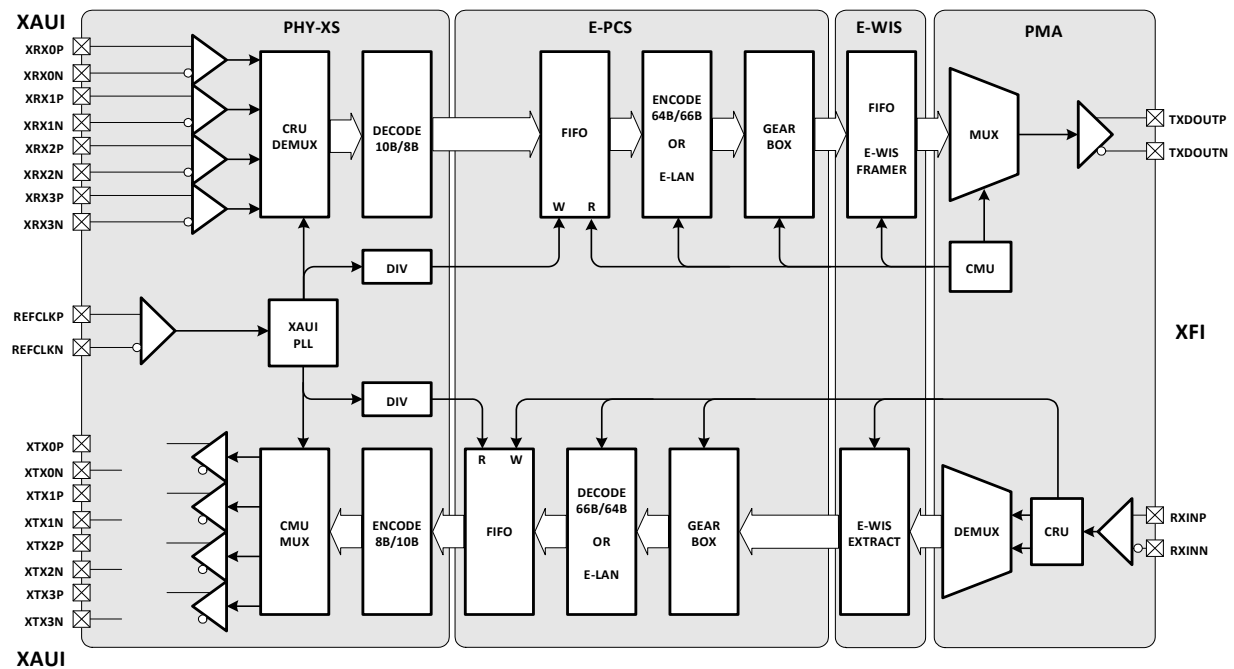 XAUI
PHY-XS
E-PCS
E-WIS
PMA
XRX0P
XRX0N
XRX1P
XRX1N
XRX2P
XRX2N
XRX3P
XRX3N
CRU
DEMUX
DECODE
10B/8B
FIFO
W R
ENCODE
64B/66B
OR
E-LAN
GEAR
BOX
FIFO
E-WIS
FRAMER
MUX
TXDOUTP
TXDOUTN
DIV
CMU
REFCLKP
REFCLKN
XAUI
PLL
XFI
DIV
XTX0P
XTX0N
XTX1P
XTX1N
XTX2P
XTX2N
XTX3P
XTX3N
CMU
MUX
ENCODE
8B/10B
R W
FIFO
DECODE
66B/64B
OR
E-LAN
GEAR
BOX
E-WIS
EXTRACT
DEMUX
CRU
RXINP
RXINN
XAUI